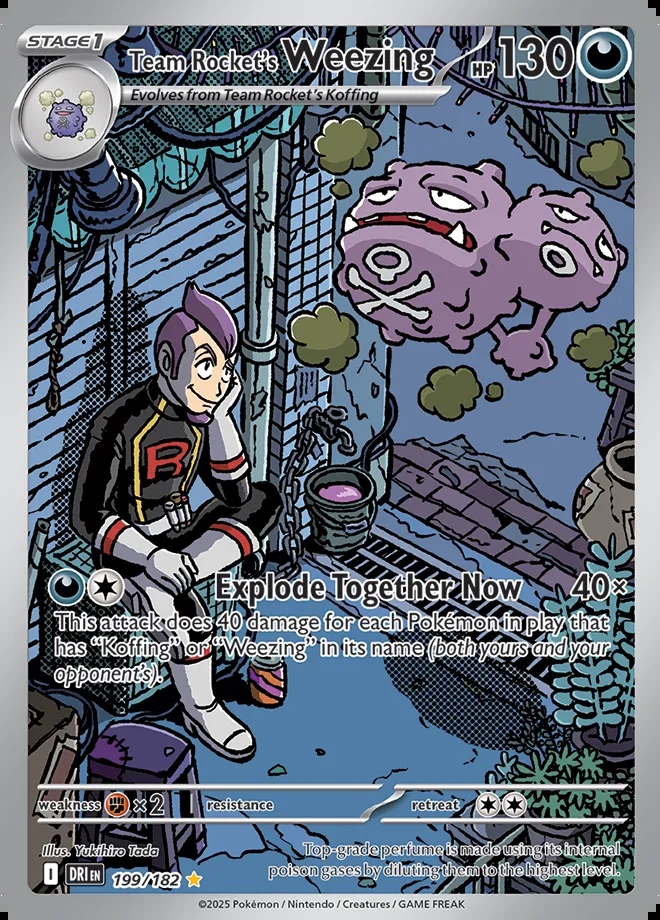 STAGE 1
Team Rocket's Weezing HP 130
Evolves from Team Rocket's Koffing
R
Explode Together Now 40×
This attack does 40 damage for each Pokémon in play that
has “Koffing” or “Weezing” in its name (both yours and your
opponent's).
weakness ×2 resistance retreat
Illus. Yukihiro Tada
Top-grade perfume is made using its internal
poison gases by diluting them to the highest level.
I DRI EN 199/182
©2025 Pokémon / Nintendo / Creatures / GAME FREAK